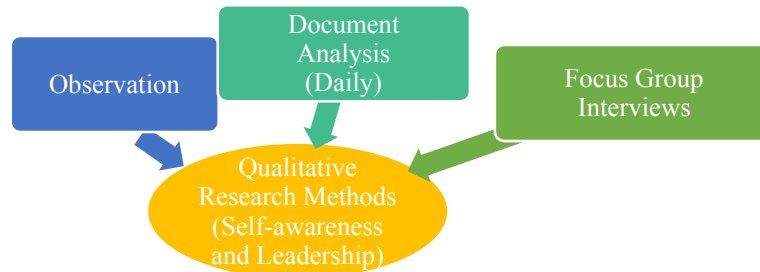 Observation
Document
Analysis
(Daily)
Focus Group
Interviews
Qualitative
Research Methods
(Self-awareness
and Leadership)